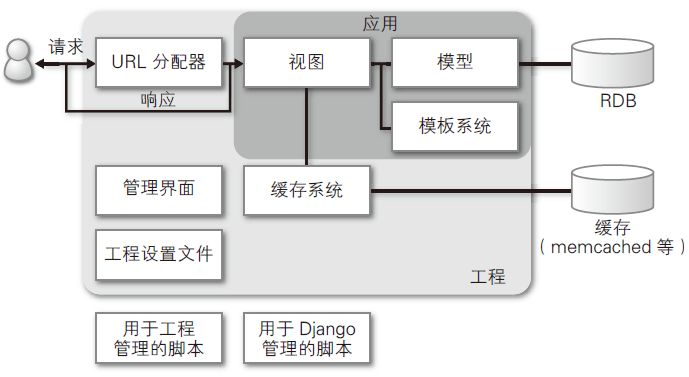 应用
请求
URL 分配器
视图
模型
响应
RDB
模板系统
管理界面
缓存系统
缓存
（memcached 等）
工程设置文件
工程
用于工程
管理的脚本
用于 Django
管理的脚本